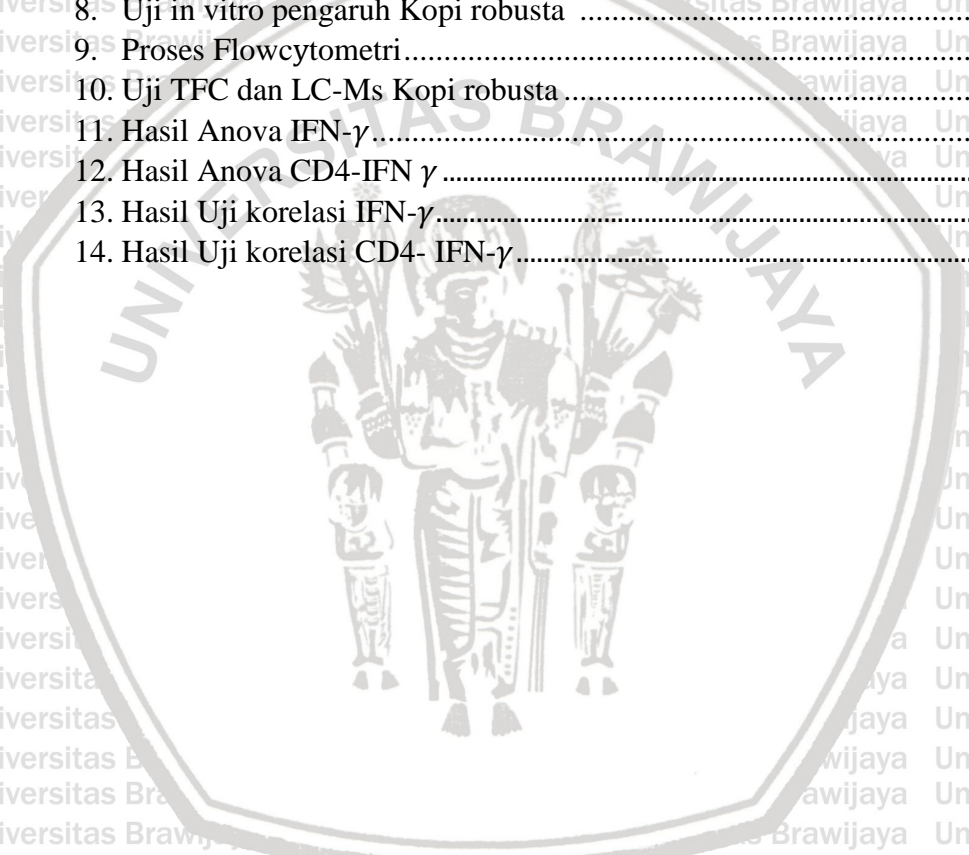 8. Uji in vitro pengaruh Kopi robusta ........................................
9. Proses Flowcytometri........................................
10. Uji TFC dan LC-Ms Kopi robusta ........................................
11. Hasil Anova IFN-γ ........................................
12. Hasil Anova CD4-IFN γ ........................................
13. Hasil Uji korelasi IFN-γ ........................................
14. Hasil Uji korelasi CD4- IFN-γ ........................................
UNIVERSITAS BRAWIJAYA